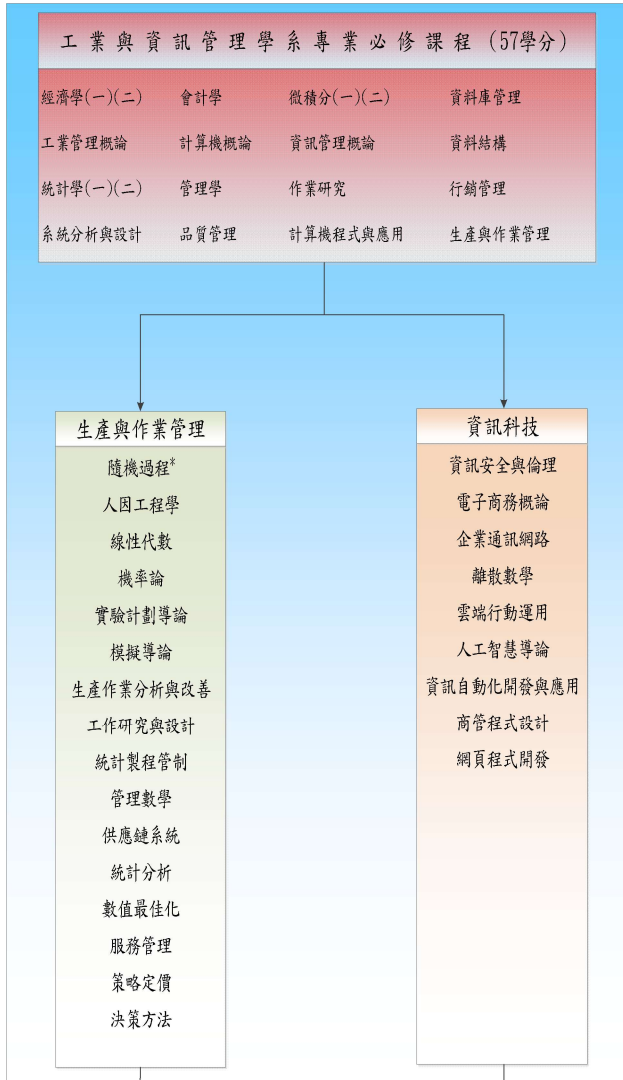 工業與資訊管理學系專業必修課程（57學分）
經濟學(一)(二) 會計學 微積分(一)(二) 資料庫管理
工業管理概論 計算機概論 資訊管理概論 資料結構
統計學(一)(二) 管理學 作業研究 行銷管理
系統分析與設計 品質管理 計算機程式與應用 生產與作業管理
生產與作業管理
隨機過程*
人因工程學
線性代數
機率論
實驗計劃導論
模擬導論
生產作業分析與改善
工作研究與設計
統計製程管制
管理數學
供應鏈系統
統計分析
數值最佳化
服務管理
策略定價
決策方法
資訊科技
資訊安全與倫理
電子商務概論
企業通訊網路
離散數學
雲端行動運用
人工智慧導論
資訊自動化開發與應用
商管程式設計
網頁程式開發